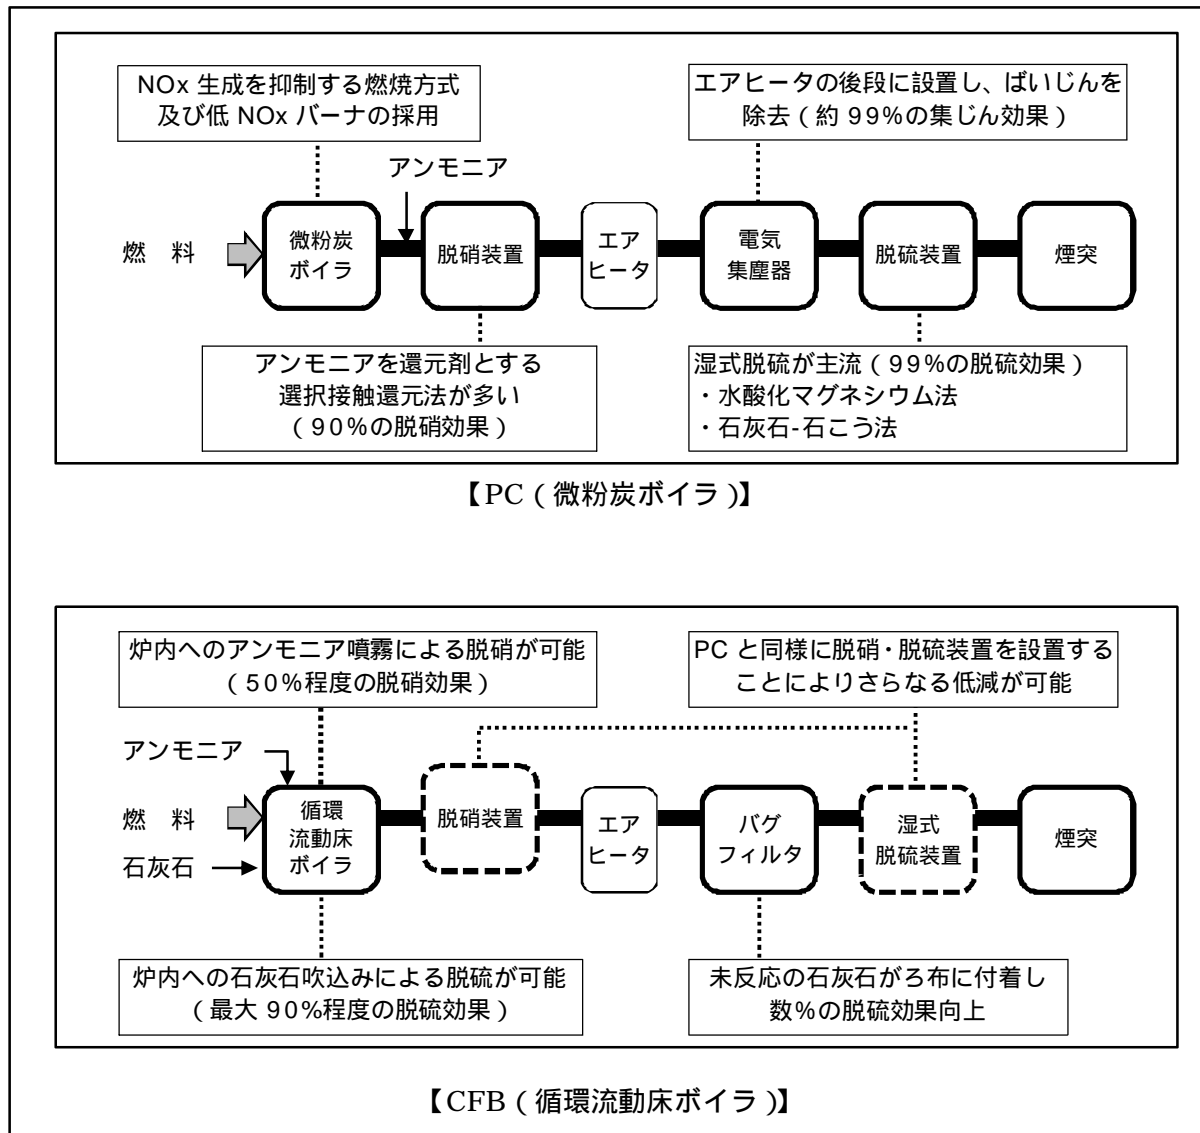 NOx 生成を抑制する燃焼方式
及び低 NOx バーナの採用
エアヒータの後段に設置し、ばいじんを
除去（約 99%の集じん効果）
アンモニア
燃　料
微粉炭
ボイラ
脱硝装置
エア
ヒータ
電気
集塵器
脱硫装置
煙突
アンモニアを還元剤とする
選択接触還元法が多い
（90%の脱硝効果）
湿式脱硫が主流（99%の脱硫効果）
・水酸化マグネシウム法
・石灰石-石こう法
【PC（微粉炭ボイラ）】
炉内へのアンモニア噴霧による脱硝が可能
（50%程度の脱硝効果）
PC と同様に脱硝・脱硫装置を設置する
ことによりさらなる低減が可能
アンモニア
燃　料
石灰石
循環
流動床
ボイラ
脱硝装置
エア
ヒータ
バグ
フィルタ
湿式
脱硫装置
煙突
炉内への石灰石吹込みによる脱硫が可能
（最大 90%程度の脱硫効果）
未反応の石灰石がろ布に付着し
数%の脱硫効果向上
【CFB（循環流動床ボイラ）】